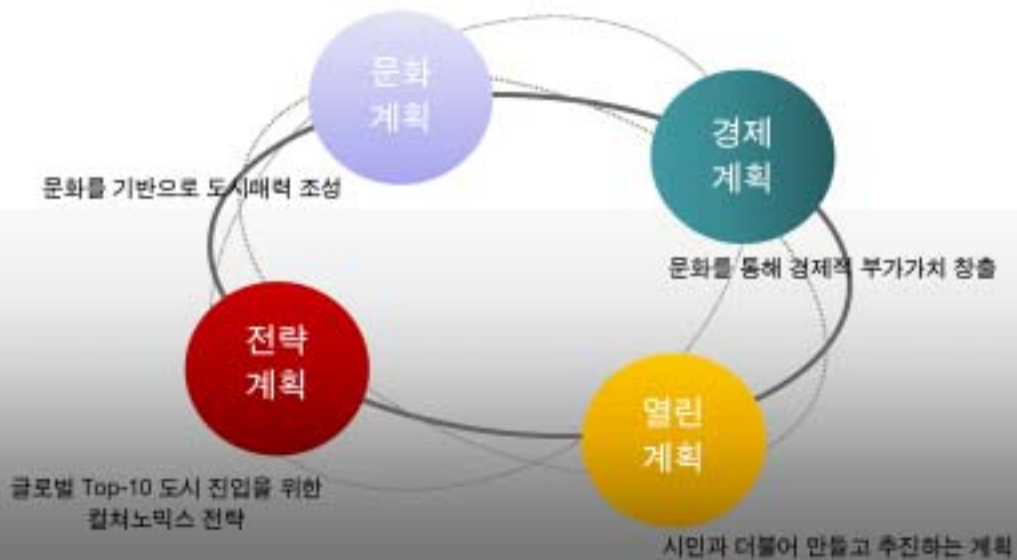 문화
계획
경제
계획
문화를 기반으로 도시매력 조성
문화를 통해 경제적 부가가치 창출
전략
계획
열린
계획
글로벌 Top-10 도시 진입을 위한
컬쳐노믹스 전략
시민과 더불어 만들고 추진하는 계획